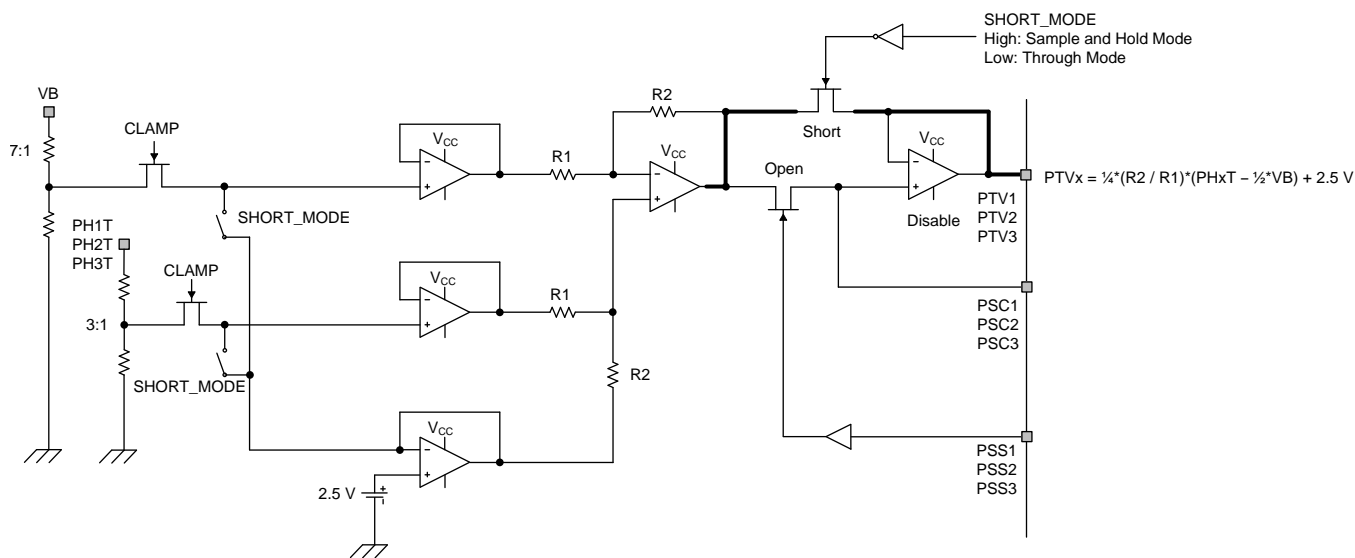 SHORT_MODE
High: Sample and Hold Mode
Low: Through Mode
VB
7:1
CLAMP
VCC
R1
R2
VCC
Short
Open
VCC
Disable
PTVx = ¼*(R2 / R1)*(PHxT – ½*VB) + 2.5 V
PTV1
PTV2
PTV3
SHORT_MODE
PH1T
PH2T
PH3T
CLAMP
3:1
VCC
R1
PSC1
PSC2
PSC3
SHORT_MODE
R2
VCC
2.5 V
+
PSS1
PSS2
PSS3